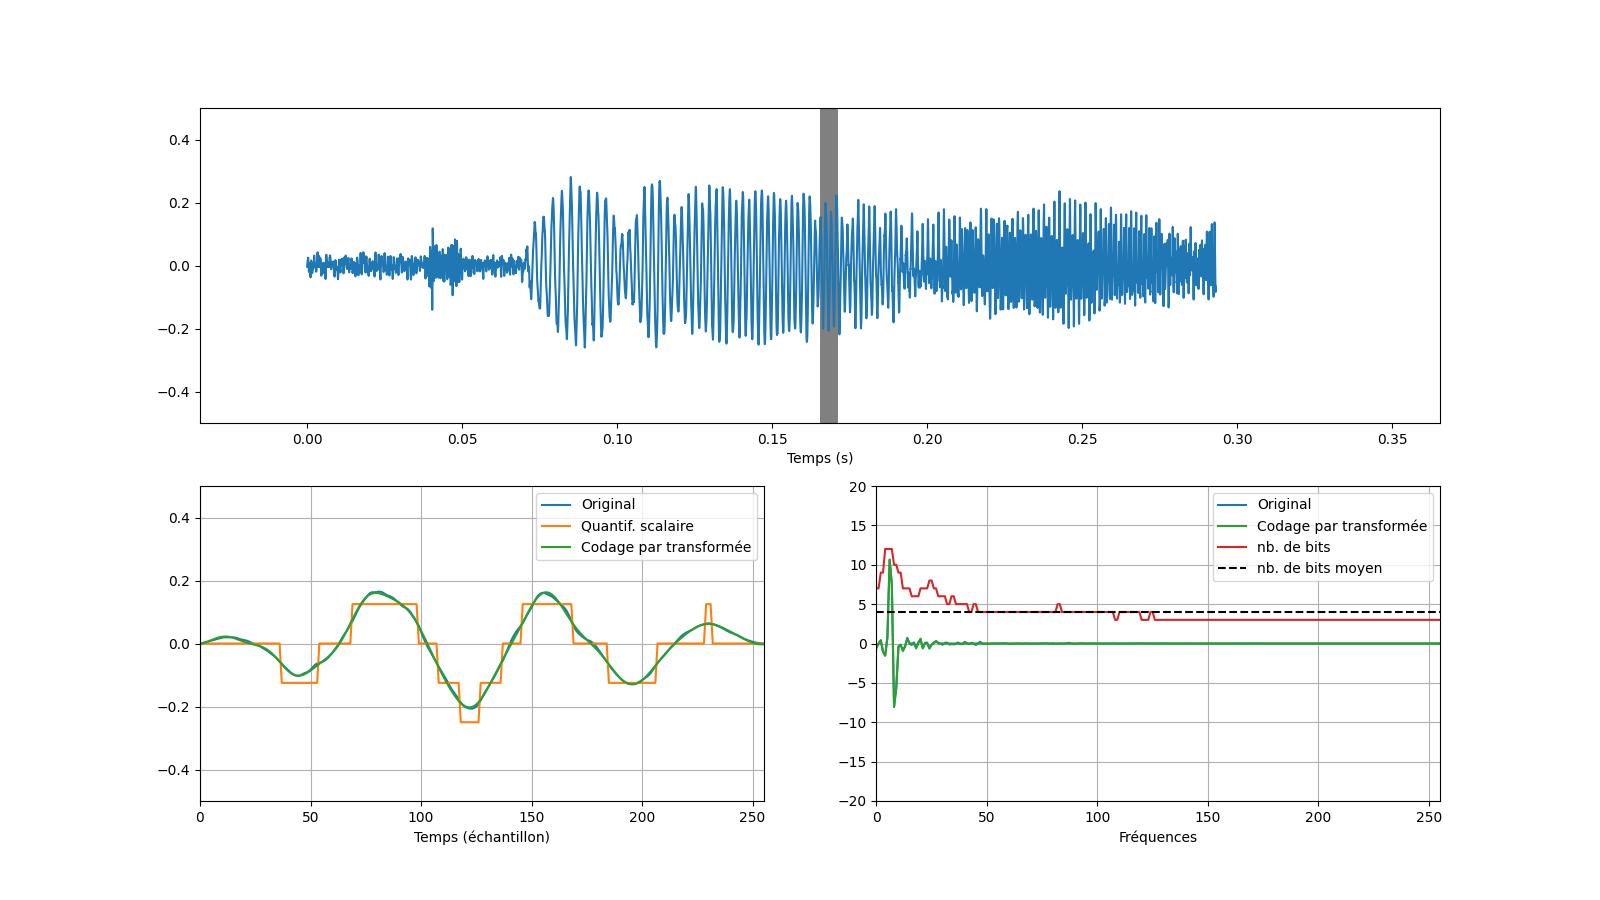 0.4
0.2
0.0
−0.2
−0.4
0.00 0.05 0.10 0.15 0.20 0.25 0.30 0.35
Temps (s)
0.4
0.2
0.0
−0.2
−0.4
Original
Quantif. scalaire
Codage par transformée
0 50 100 150 200 250
Temps (échantillon)
20
15
10
5
0
−5
−10
−15
−20
Original
Codage par transformée
nb. de bits
nb. de bits moyen
0 50 100 150 200 250
Fréquences